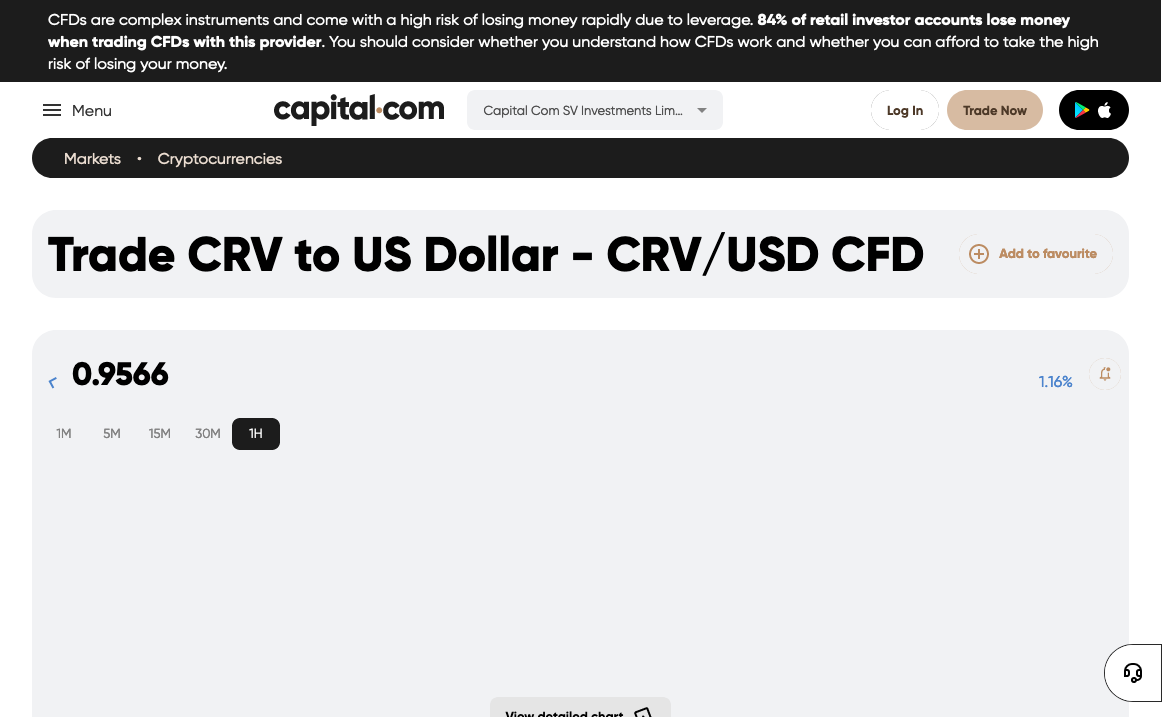 CFDs are complex instruments and come with a high risk of losing money rapidly due to leverage. 84% of retail investor accounts lose money
when trading CFDs with this provider. You should consider whether you understand how CFDs work and whether you can afford to take the high
risk of losing your money.
Menu
capital.com
Capital Com SV Investments Lim...
Log In
Trade Now
Markets • Cryptocurrencies
Trade CRV to US Dollar - CRV/USD CFD
Add to favourite
0.9566
1.16%
1M 5M 15M 30M 1H
View detailed chart